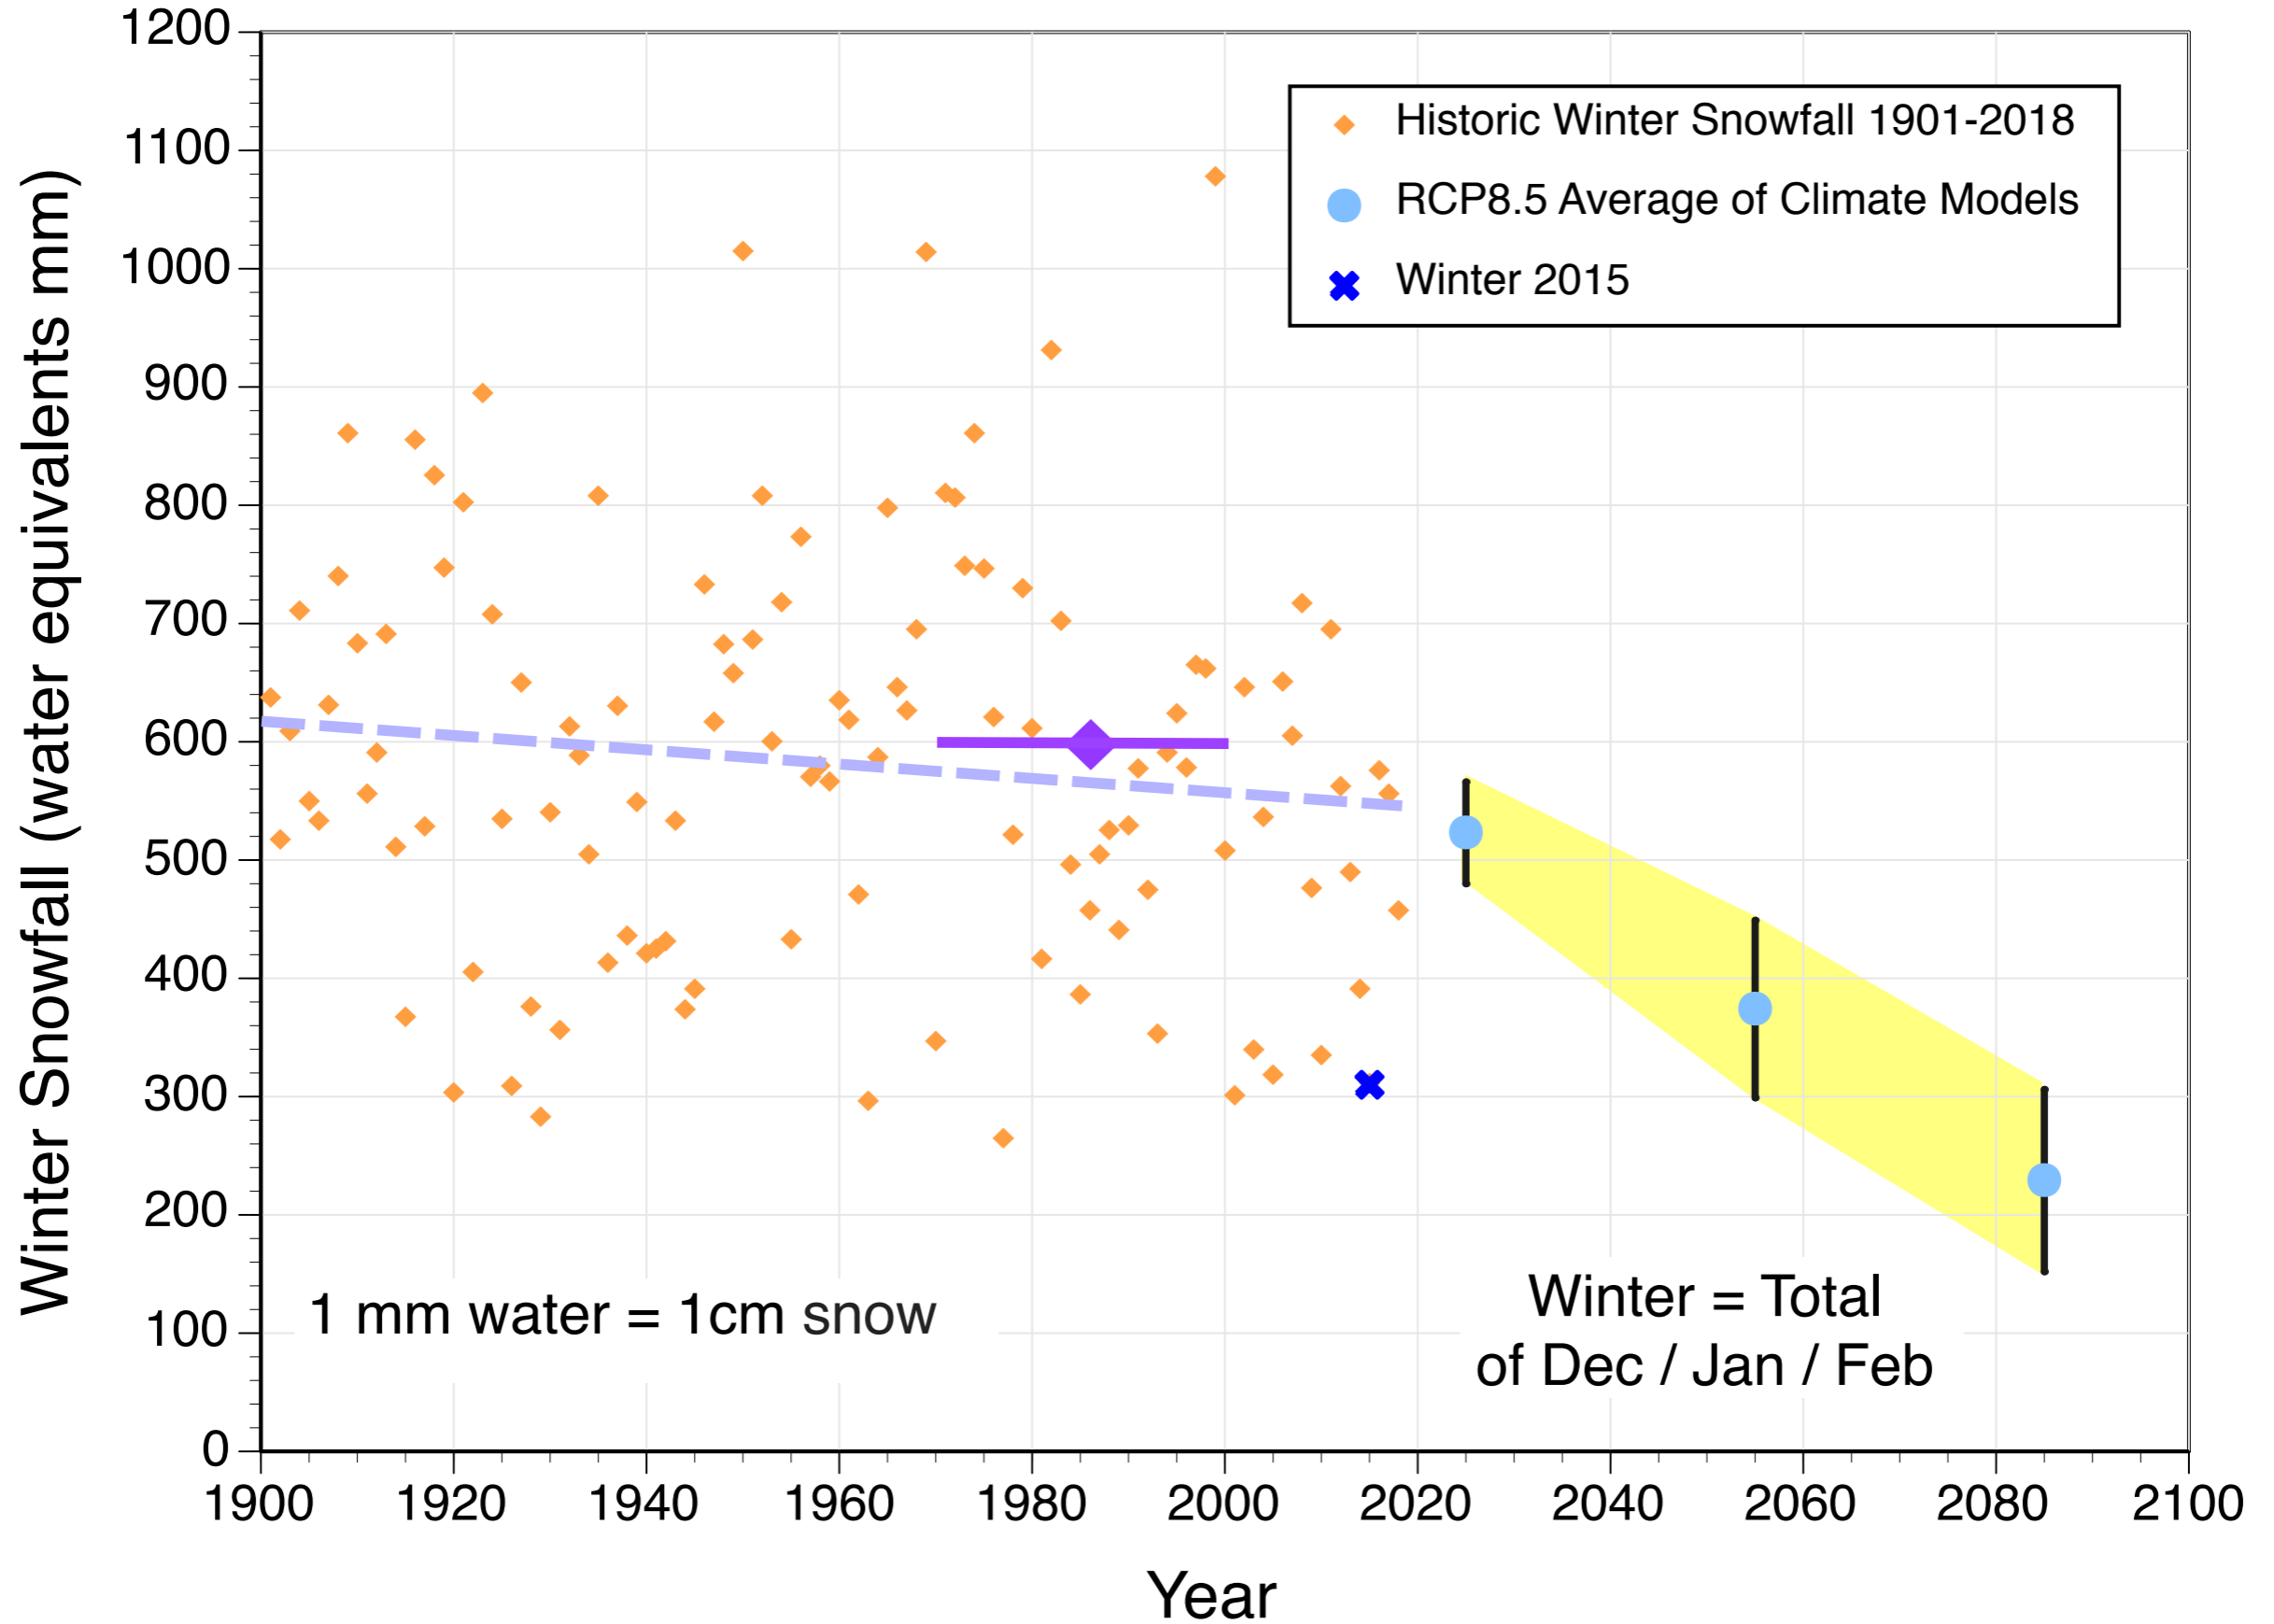 Winter Snowfall (water equivalents mm)
1200
1100
1000
900
800
700
600
500
400
300
200
100
0
Historic Winter Snowfall 1901-2018
RCP8.5 Average of Climate Models
Winter 2015
1 mm water = 1cm snow
Winter = Total
of Dec / Jan / Feb
1900 1920 1940 1960 1980 2000 2020 2040 2060 2080 2100
Year